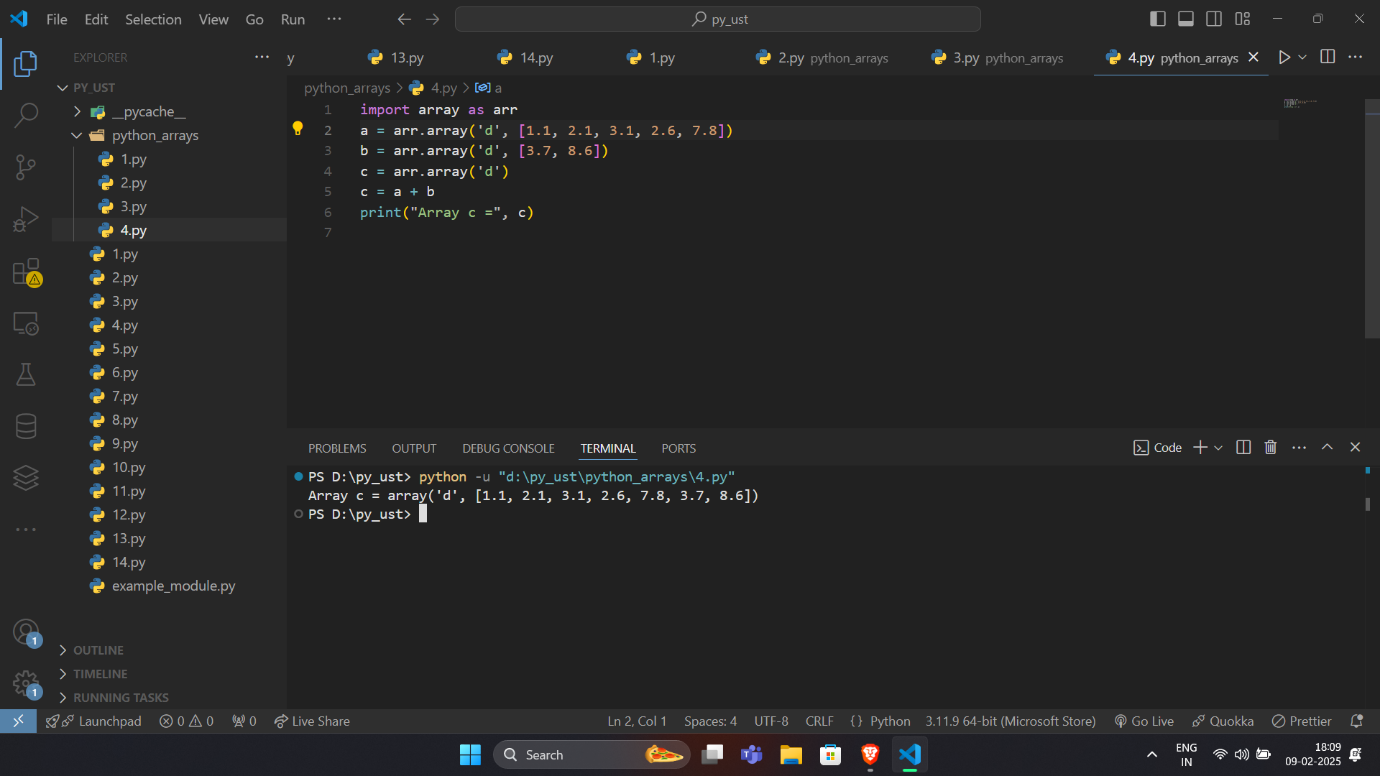 File Edit Selection View Go Run ··· py_ust
EXPLORER ···
y 13.py 14.py 1.py 2.py python_arrays 3.py python_arrays 4.py python_arrays
PY_UST
__pycache__
python_arrays
1.py
2.py
3.py
4.py
1.py
2.py
3.py
4.py
5.py
6.py
7.py
8.py
9.py
10.py
11.py
12.py
13.py
14.py
example_module.py
OUTLINE
TIMELINE
RUNNING TASKS
1
1
python_arrays > 4.py > a
1 import array as arr
2 a = arr.array('d', [1.1, 2.1, 3.1, 2.6, 7.8])
3 b = arr.array('d', [3.7, 8.6])
4 c = arr.array('d')
5 c = a + b
6 print("Array c =", c)
7
PROBLEMS OUTPUT DEBUG CONSOLE TERMINAL PORTS Code
PS D:\py_ust> python -u "d:\py_ust\python_arrays\4.py"
Array c = array('d', [1.1, 2.1, 3.1, 2.6, 7.8, 3.7, 8.6])
PS D:\py_ust>
Launchpad 0 0 0 Live Share Ln 2, Col 1 Spaces: 4 UTF-8 CRLF {} Python 3.11.9 64-bit (Microsoft Store) Go Live Quokka Prettier
Search
ENG
IN
18:09
09-02-2025